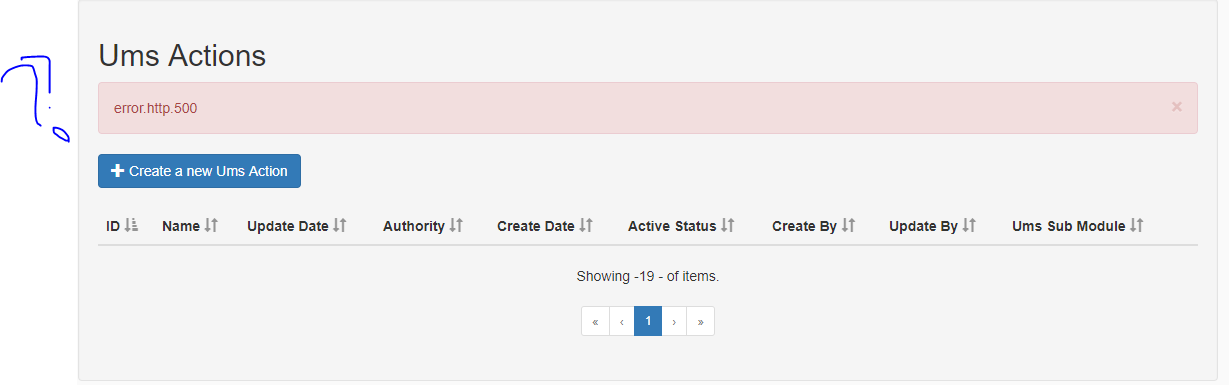 Ums Actions
error.http.500
×
Create a new Ums Action
ID Name Update Date Authority Create Date Active Status Create By Update By Ums Sub Module
Showing -19 - of items.
« ‹ 1 › »